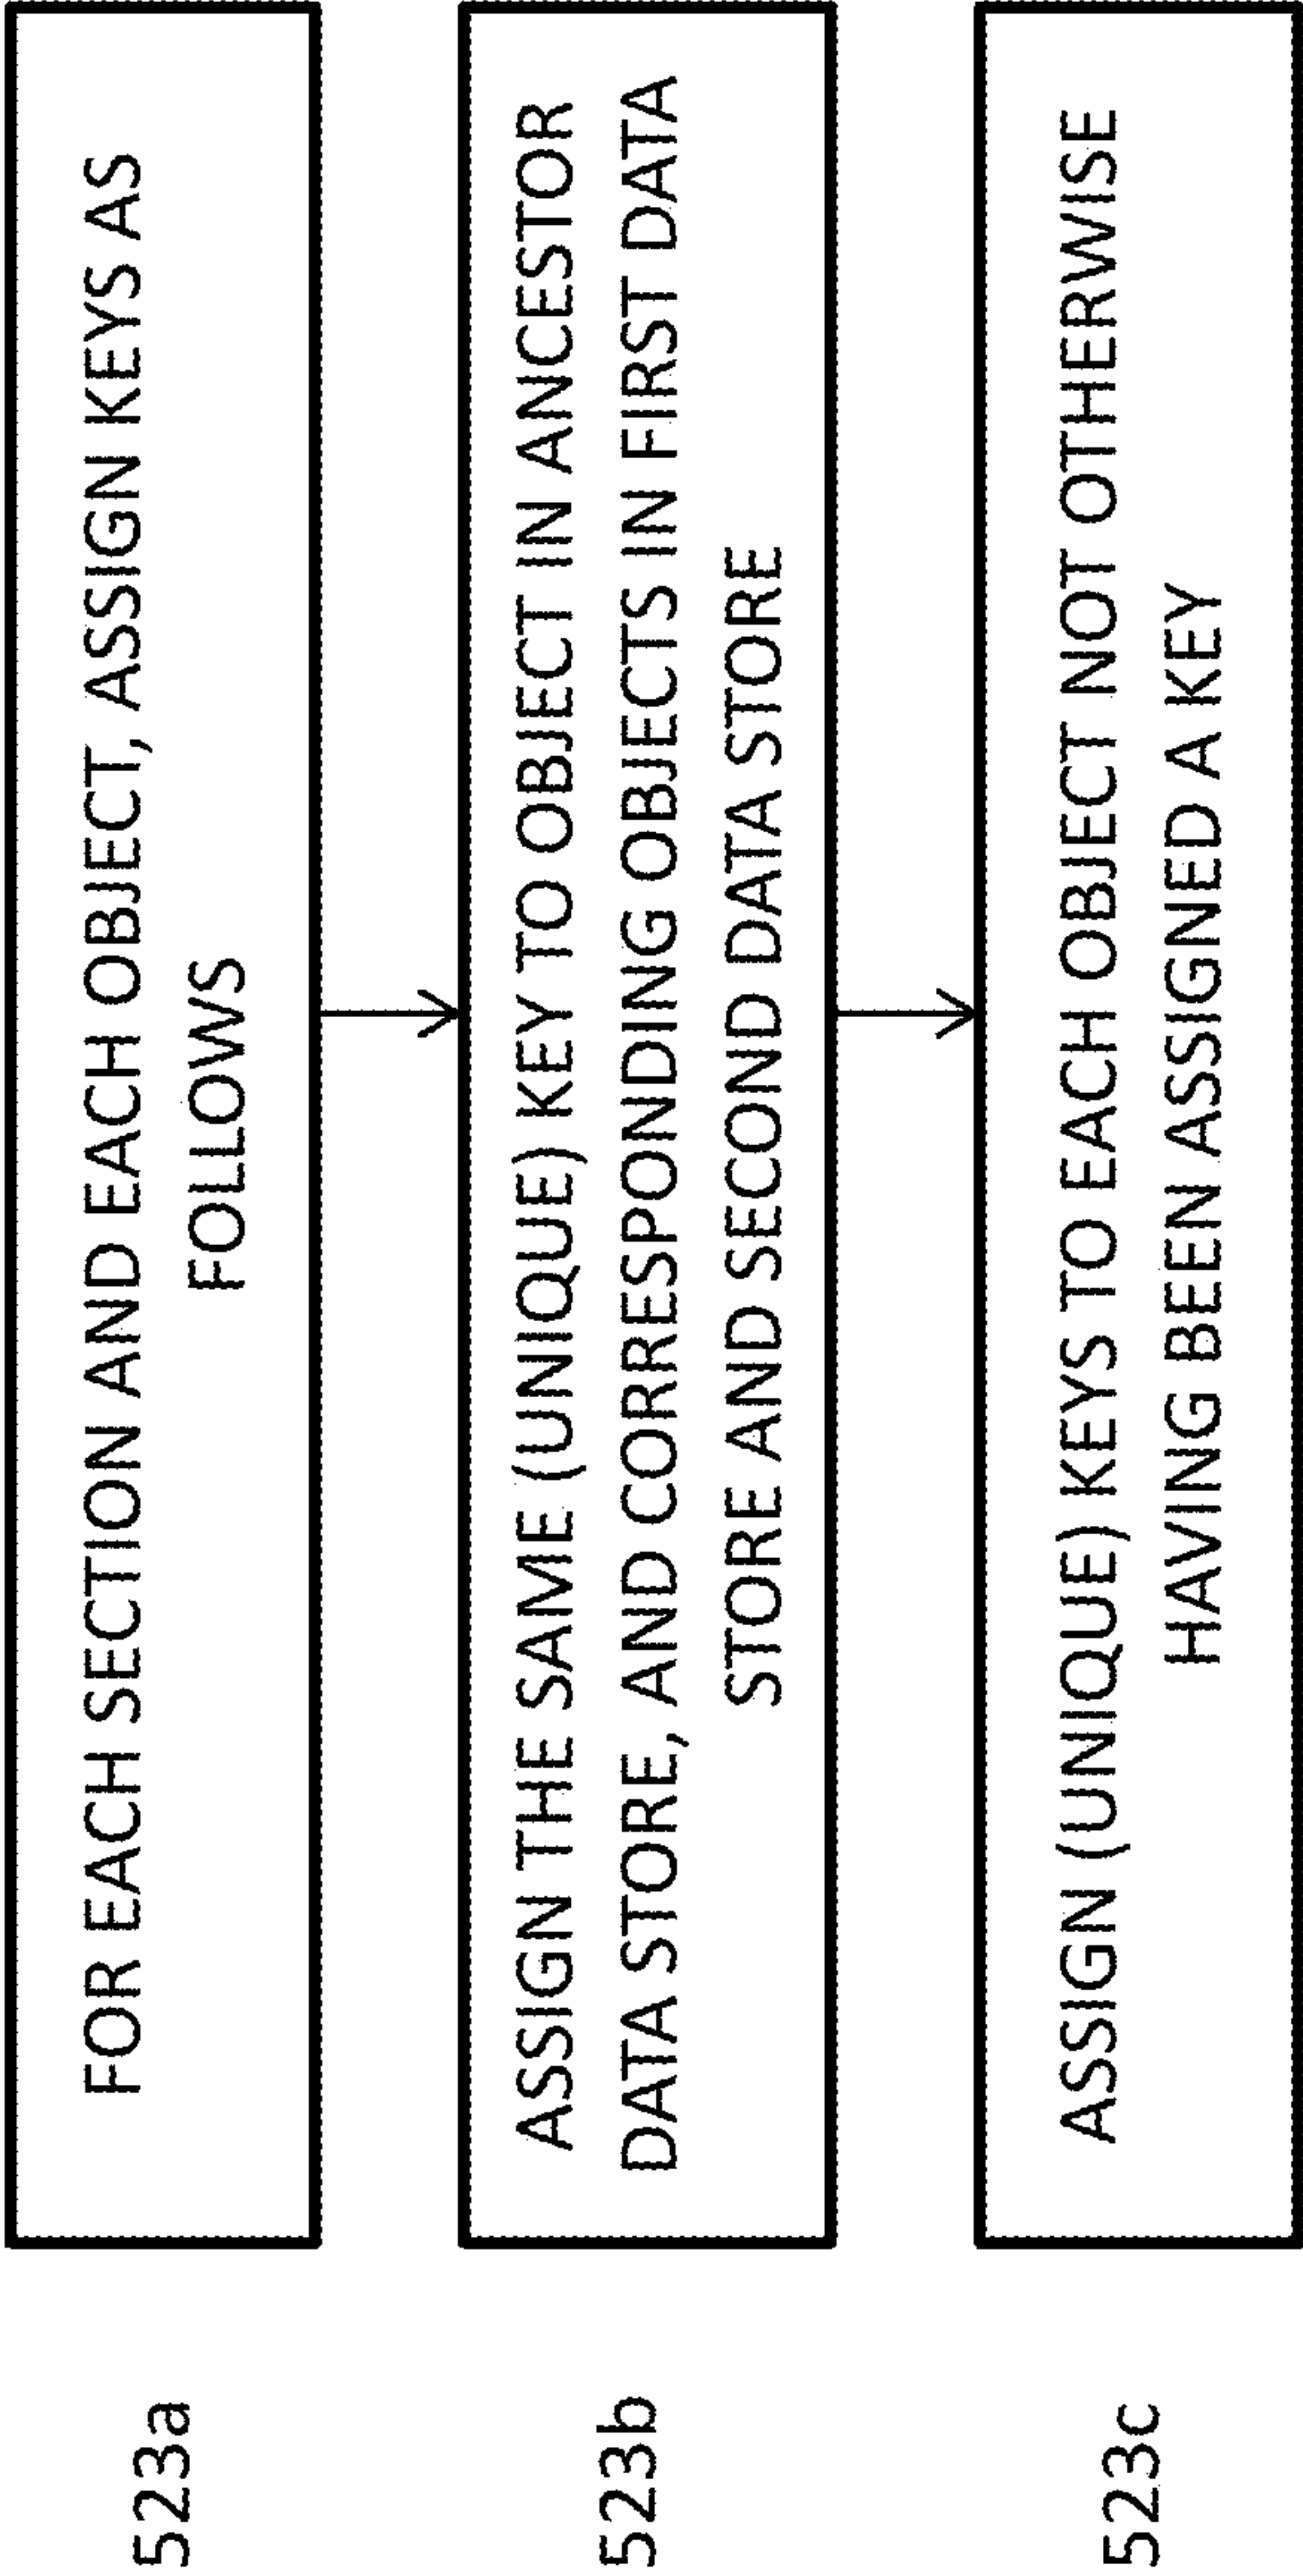 523a
FOR EACH SECTION AND EACH OBJECT, ASSIGN KEYS AS
FOLLOWS
523b
ASSIGN THE SAME (UNIQUE) KEY TO OBJECT IN ANCESTOR
DATA STORE, AND CORRESPONDING OBJECTS IN FIRST DATA
STORE AND SECOND DATA STORE
523c
ASSIGN (UNIQUE) KEYS TO EACH OBJECT NOT OTHERWISE
HAVING BEEN ASSIGNED A KEY